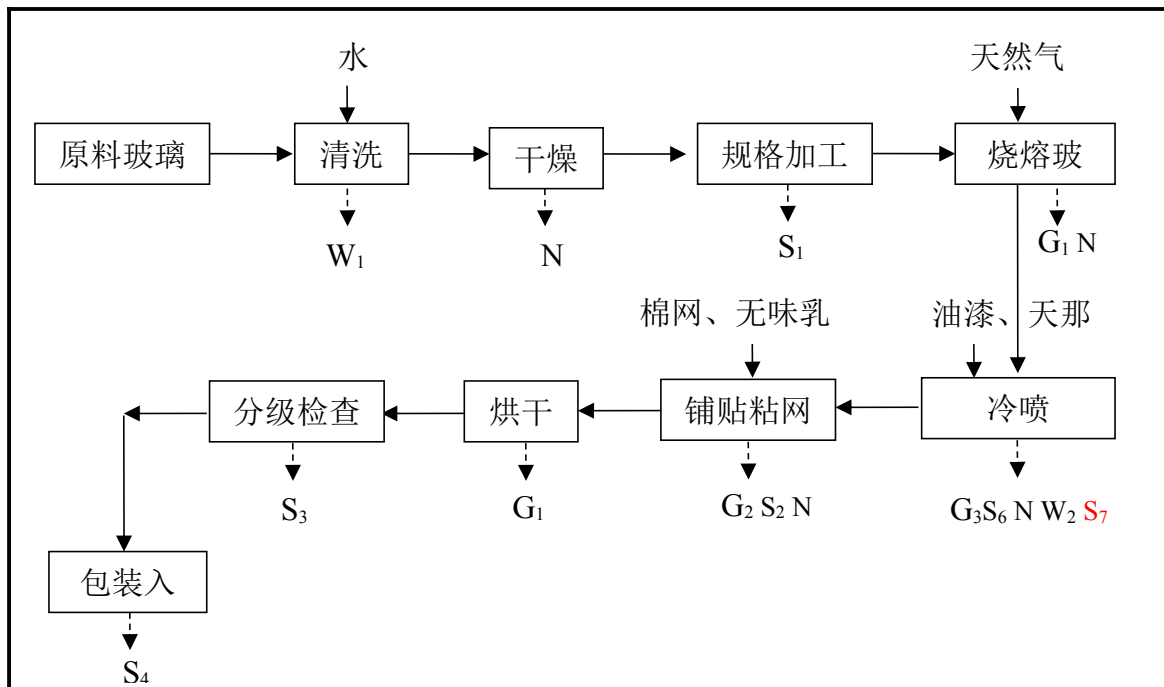 水
天然气
原料玻璃
清洗
干燥
规格加工
烧熔玻
W₁
N
S₁
G₁ N
棉网、无味乳
油漆、天那
分级检查
烘干
铺贴粘网
冷喷
S₃
G₁
G₂ S₂ N
G₃S₆ N W₂ S₇
包装入
S₄